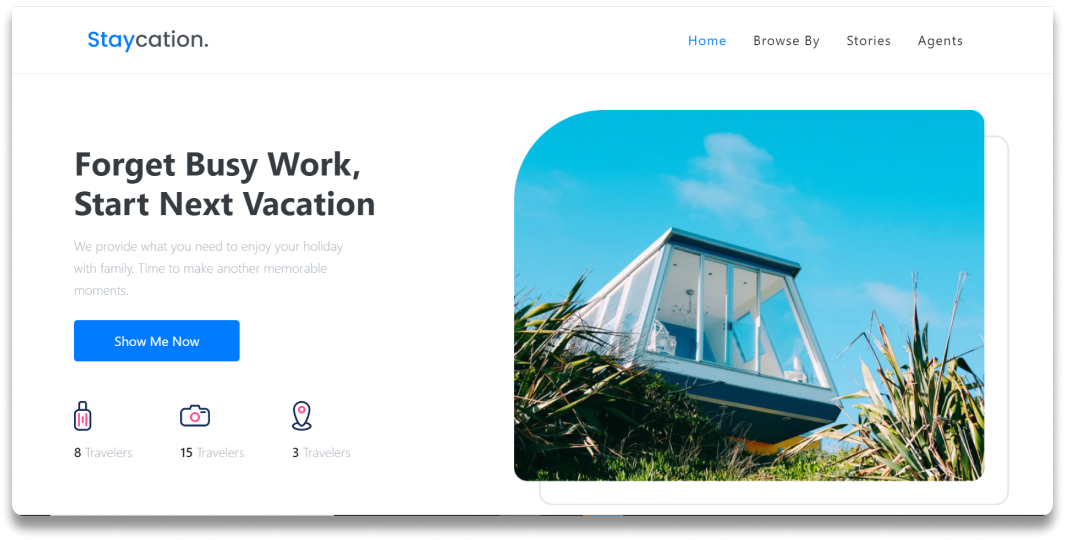 Staycation.
Home Browse By Stories Agents
Forget Busy Work,
Start Next Vacation
We provide what you need to enjoy your holiday
with family. Time to make another memorable
moments.
Show Me Now
8 Travelers 15 Travelers 3 Travelers